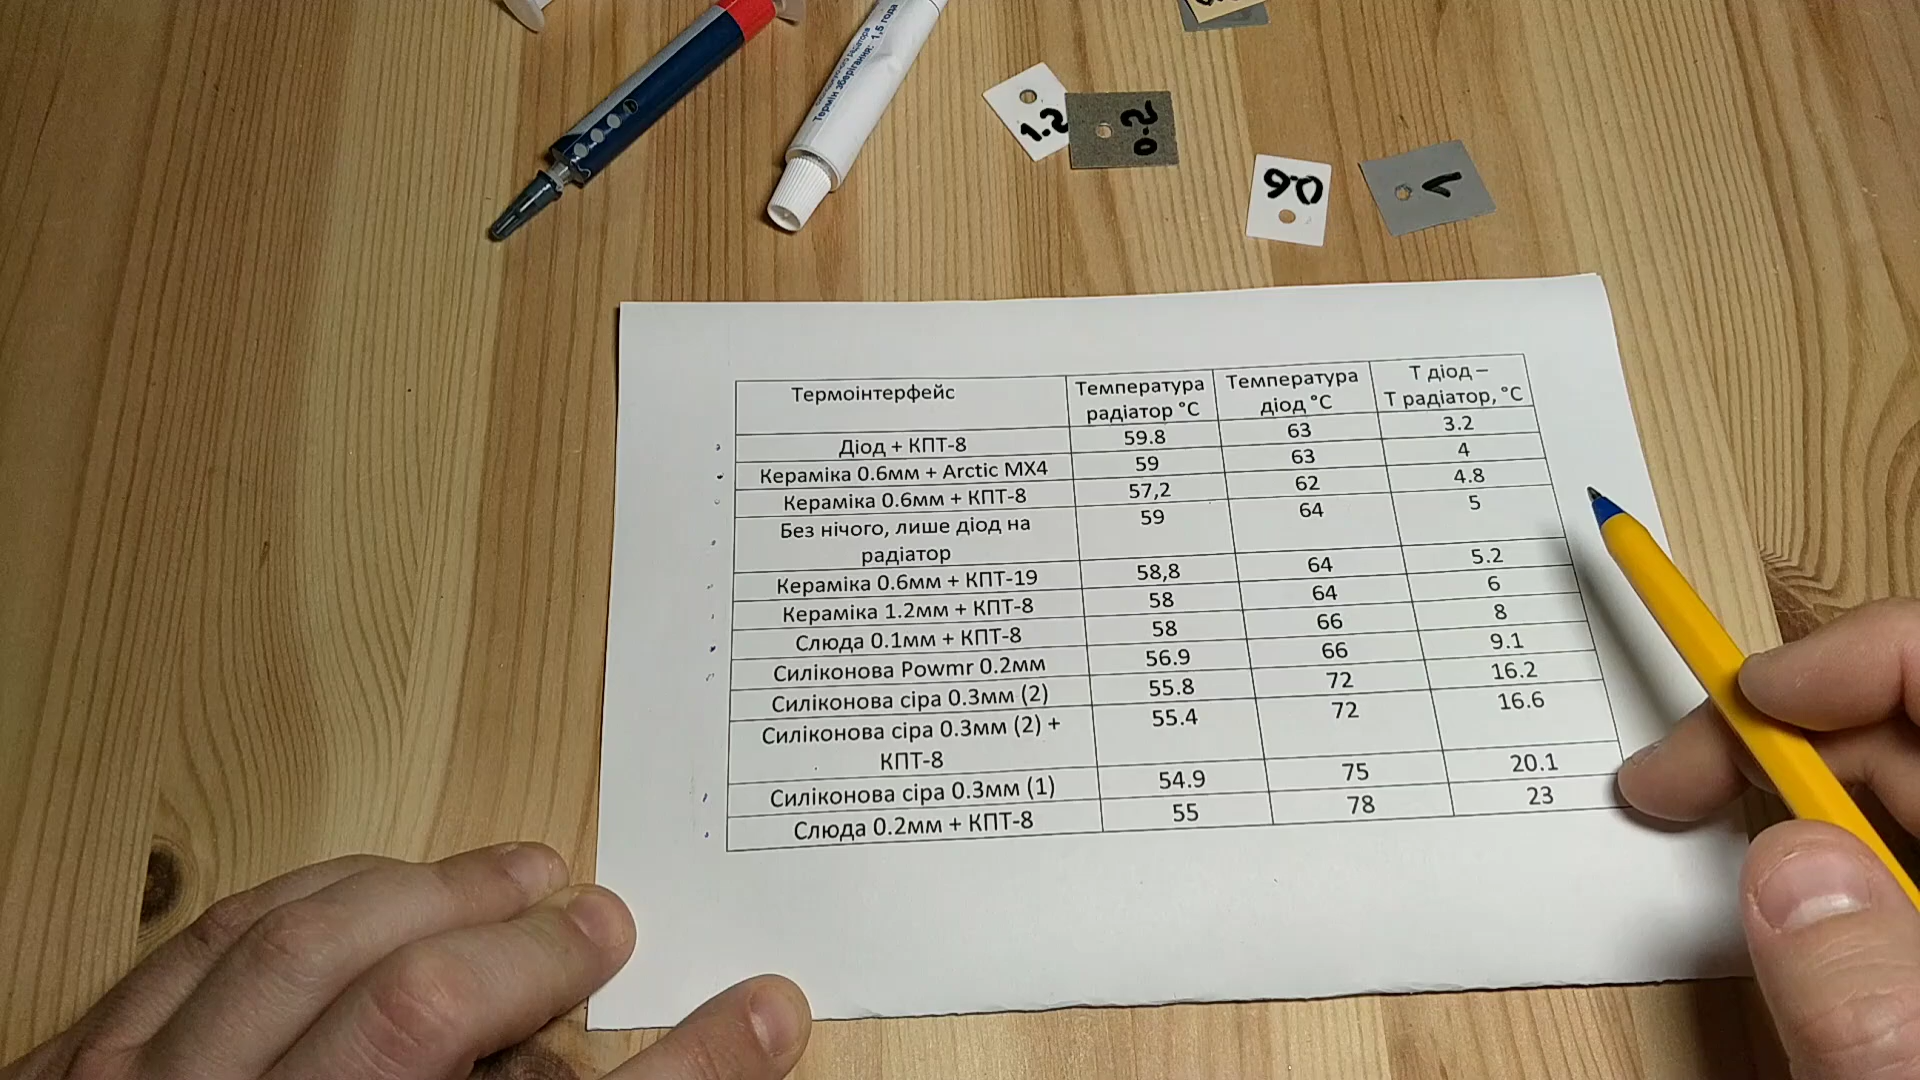 Термін зберігання: 1,5 года
1.2
0.2
0.6
1
Термоінтерфейс Температура радіатор °C Температура діод °C Т діод – Т радіатор, °C
Діод + КПТ-8 59.8 63 3.2
Кераміка 0.6мм + Arctic MX4 59 63 4
Кераміка 0.6мм + КПТ-8 57,2 62 4.8
Без нічого, лише діод на радіатор 59 64 5
Кераміка 0.6мм + КПТ-19 58,8 64 5.2
Кераміка 1.2мм + КПТ-8 58 64 6
Слюда 0.1мм + КПТ-8 58 66 8
Силіконова Powmr 0.2мм 56.9 66 9.1
Силіконова сіра 0.3мм (2) 55.8 72 16.2
Силіконова сіра 0.3мм (2) + КПТ-8 55.4 72 16.6
Силіконова сіра 0.3мм (1) 54.9 75 20.1
Слюда 0.2мм + КПТ-8 55 78 23